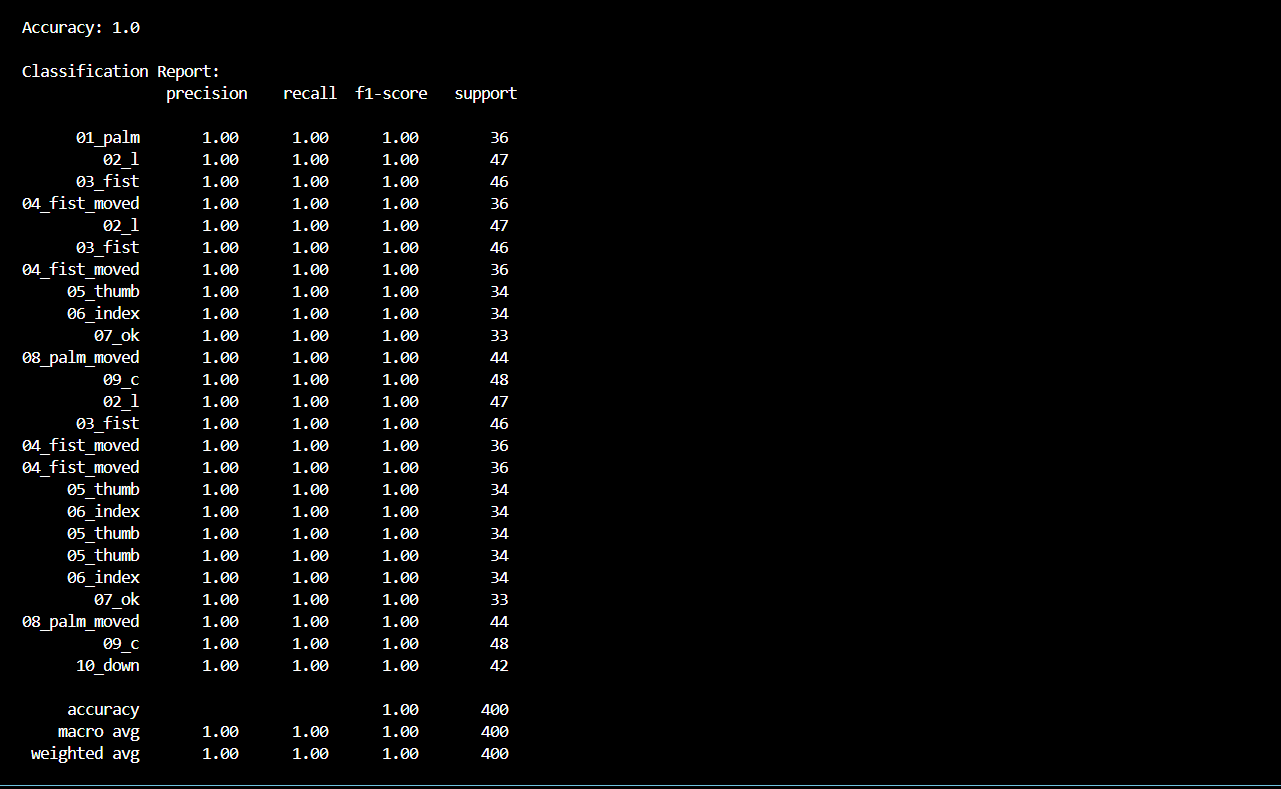 Accuracy: 1.0
Classification Report:
precision recall f1-score support
01_palm 1.00 1.00 1.00 36
02_l 1.00 1.00 1.00 47
03_fist 1.00 1.00 1.00 46
04_fist_moved 1.00 1.00 1.00 36
02_l 1.00 1.00 1.00 47
03_fist 1.00 1.00 1.00 46
04_fist_moved 1.00 1.00 1.00 36
05_thumb 1.00 1.00 1.00 34
06_index 1.00 1.00 1.00 34
07_ok 1.00 1.00 1.00 33
08_palm_moved 1.00 1.00 1.00 44
09_c 1.00 1.00 1.00 48
02_l 1.00 1.00 1.00 47
03_fist 1.00 1.00 1.00 46
04_fist_moved 1.00 1.00 1.00 36
04_fist_moved 1.00 1.00 1.00 36
05_thumb 1.00 1.00 1.00 34
06_index 1.00 1.00 1.00 34
05_thumb 1.00 1.00 1.00 34
05_thumb 1.00 1.00 1.00 34
06_index 1.00 1.00 1.00 34
07_ok 1.00 1.00 1.00 33
08_palm_moved 1.00 1.00 1.00 44
09_c 1.00 1.00 1.00 48
10_down 1.00 1.00 1.00 42
accuracy 1.00 400
macro avg 1.00 1.00 1.00 400
weighted avg 1.00 1.00 1.00 400